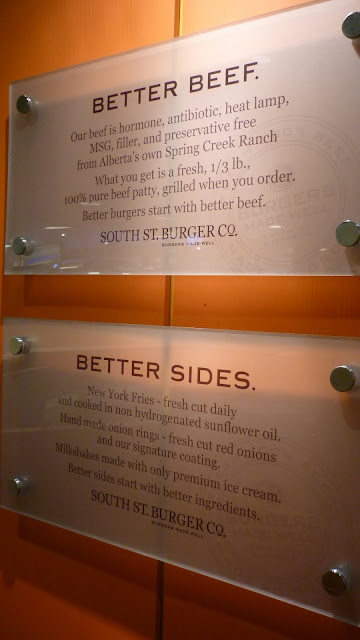 BETTER BEEF.
Our beef is hormone, antibiotic, heat lamp,
MSG, filler, and preservative free
from Alberta's own Spring Creek Ranch
What you get is a fresh, 1/3 lb.,
100% pure beef patty, grilled when you order.
Better burgers start with better beef.
SOUTH ST. BURGER CO.
BURGERS MADE WELL
BURGERS
MADE WELL
BETTER SIDES.
New York Fries - fresh cut daily
and cooked in non hydrogenated sunflower oil.
Hand made onion rings - fresh cut red onions
and our signature coating.
Milkshakes made with only premium ice cream.
Better sides start with better ingredients.
SOUTH ST. BURGER CO.
BURGERS MADE WELL